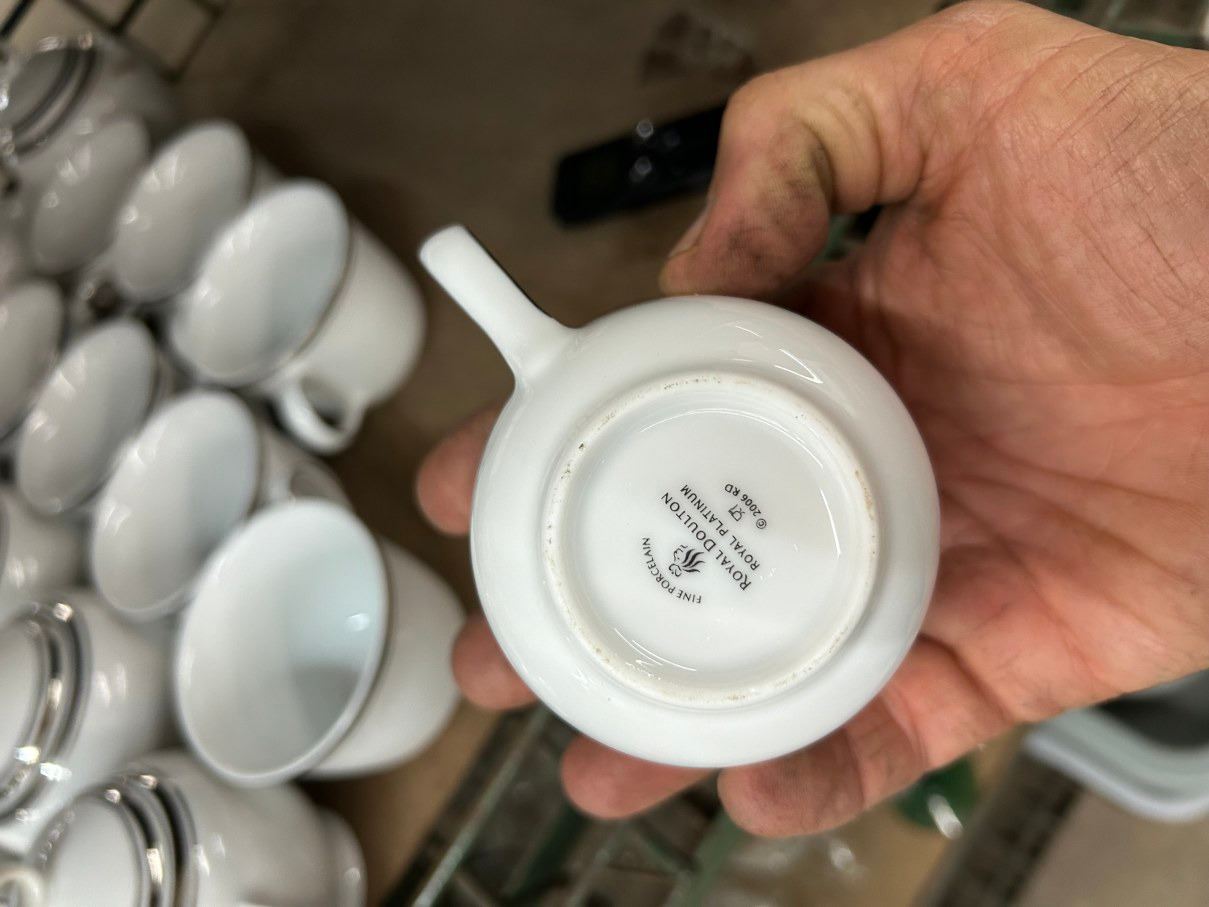 FINE PORCELAIN
ROYAL DOULTON
ROYAL PLATINUM
© 2006 RD